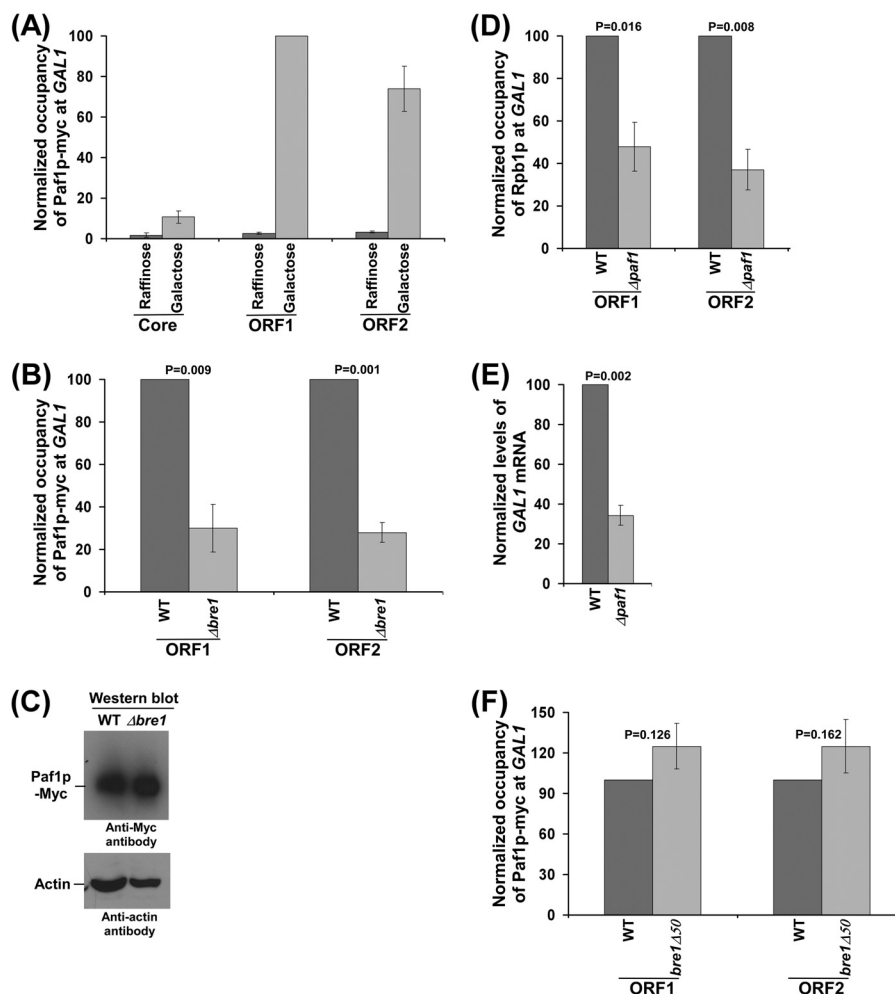 (A)
Normalized occupancy
of Paf1p-myc at GAL1
100
80
60
40
20
0
Raffinose
Galactose
Raffinose
Galactose
Raffinose
Galactose
Core
ORF1
ORF2
(B)
Normalized occupancy
of Paf1p-myc at GAL1
100
80
60
40
20
0
P=0.009
P=0.001
WT
Δbre1
WT
Δbre1
ORF1
ORF2
(C)
Western blot
WT Δbre1
Paf1p
-Myc
Anti-Myc
antibody
Actin
Anti-actin
antibody
(D)
Normalized occupancy
of Rpb1p at GAL1
100
80
60
40
20
0
P=0.016
P=0.008
WT
Δpaf1
WT
Δpaf1
ORF1
ORF2
(E)
Normalized levels of
GAL1 mRNA
100
80
60
40
20
0
P=0.002
WT
Δpaf1
(F)
Normalized occupancy
of Paf1p-myc at GAL1
150
120
90
60
30
0
P=0.126
P=0.162
WT
bre1Δ50
WT
bre1Δ50
ORF1
ORF2